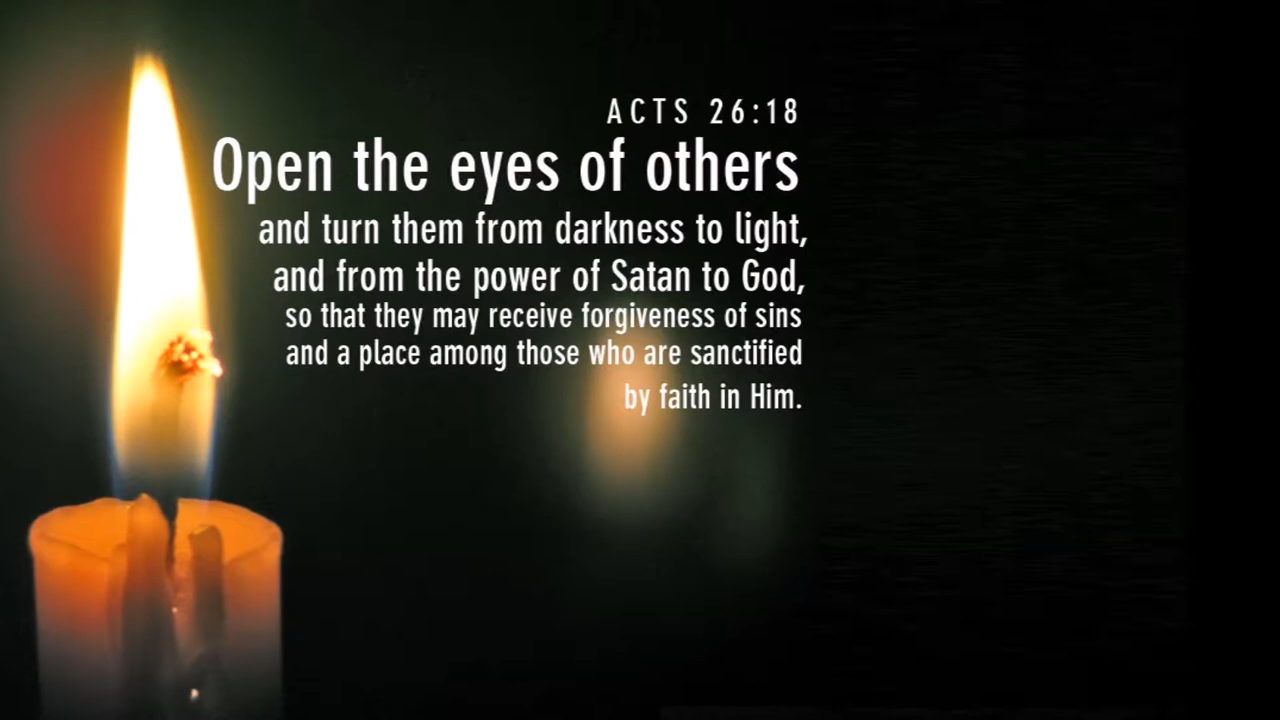 ACTS 26:18
Open the eyes of others
and turn them from darkness to light,
and from the power of Satan to God,
so that they may receive forgiveness of sins
and a place among those who are sanctified
by faith in Him.